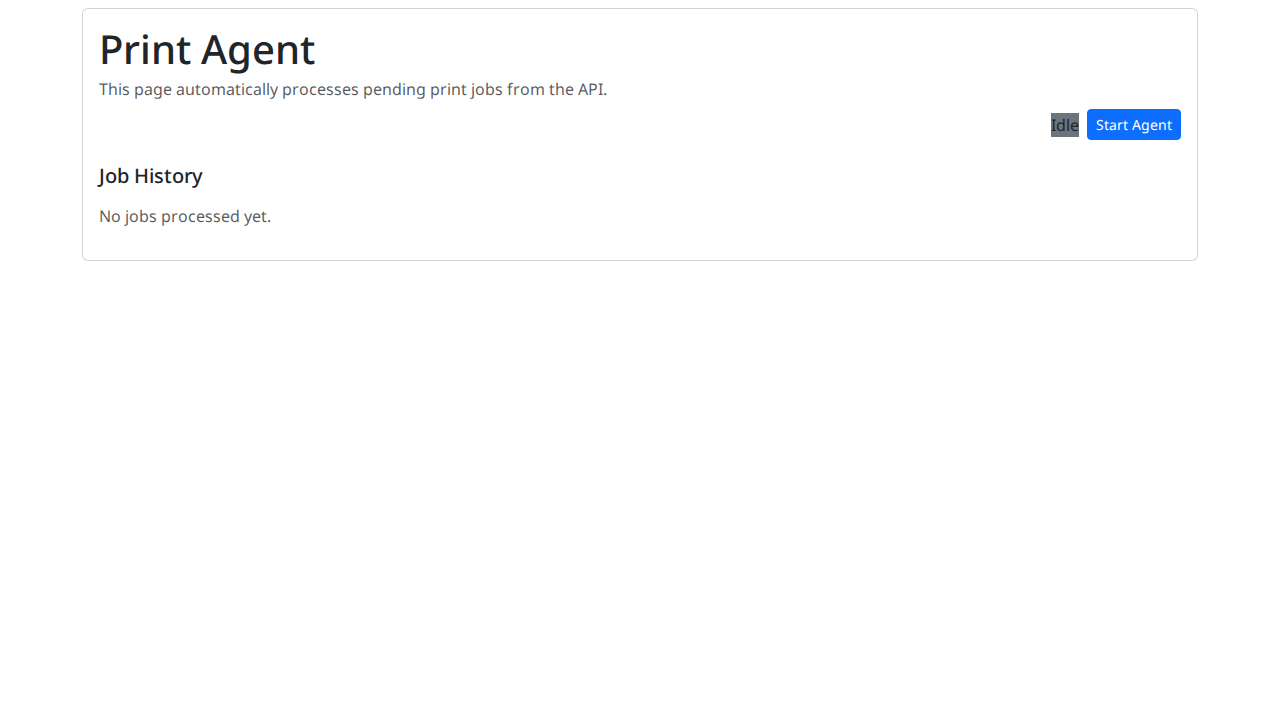 Print Agent
This page automatically processes pending print jobs from the API.
Idle Start Agent
Job History
No jobs processed yet.